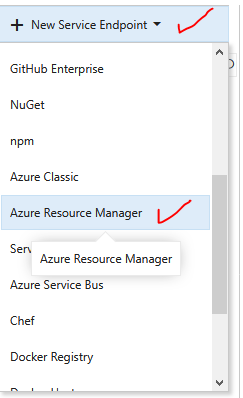 + New Service Endpoint
GitHub Enterprise
NuGet
npm
Azure Classic
Azure Resource Manager
Azure Resource Manager
Azure Service Bus
Chef
Docker Registry